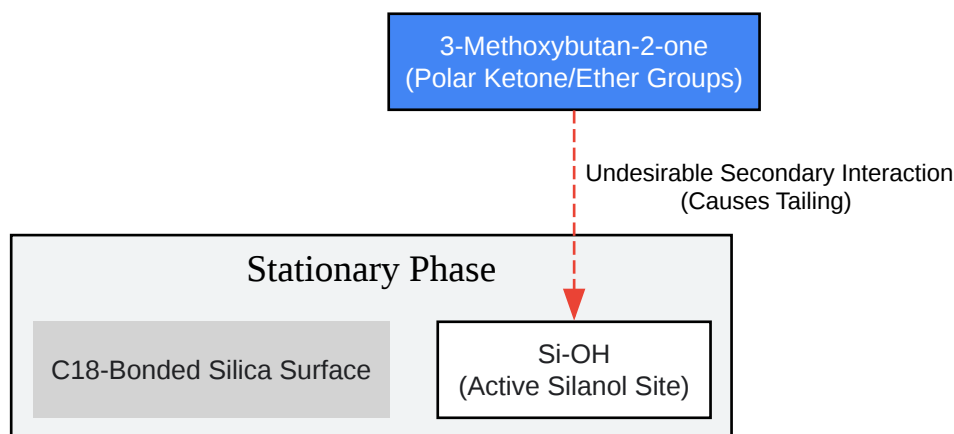 3-Methoxybutan-2-one
(Polar Ketone/Ether Groups)
Undesirable Secondary Interaction
(Causes Tailing)
Stationary Phase
C18-Bonded Silica Surface
Si-OH
(Active Silanol Site)